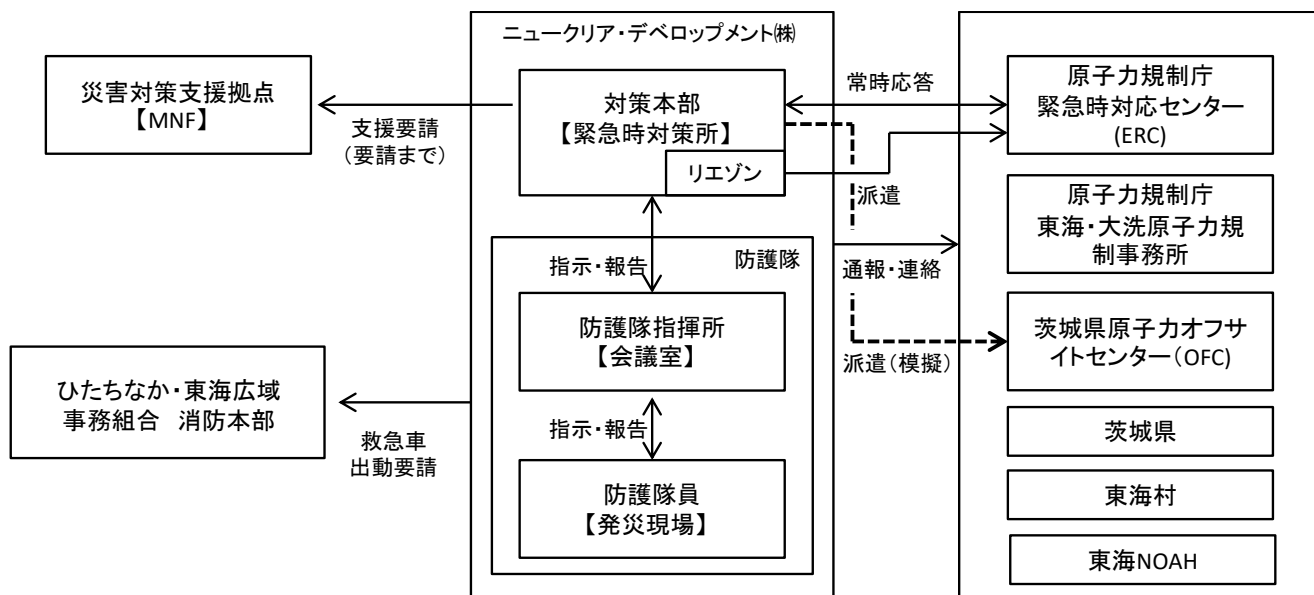 ニュークリア・デベロップメント㈱
災害対策支援拠点
【MNF】
支援要請
（要請まで）
対策本部
【緊急時対策所】
リエゾン
常時応答
派遣
原子力規制庁
緊急時対応センター
(ERC)
原子力規制庁
東海・大洗原子力規
制事務所
指示・報告
防護隊
通報・連絡
防護隊指揮所
【会議室】
派遣（模擬）
茨城県原子力オフサ
イトセンター（OFC)
ひたちなか・東海広域
事務組合　消防本部
救急車
出動要請
指示・報告
防護隊員
【発災現場】
茨城県
東海村
東海NOAH